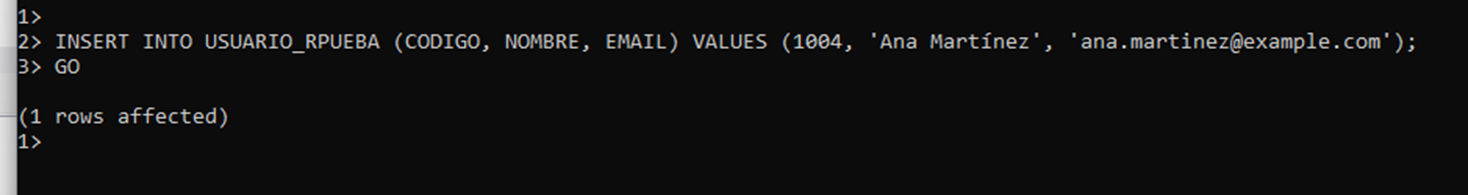 1>
2> INSERT INTO USUARIO_RPUEBA (CODIGO, NOMBRE, EMAIL) VALUES (1004, 'Ana Martínez', 'ana.martinez@example.com');
3> GO
(1 rows affected)
1>